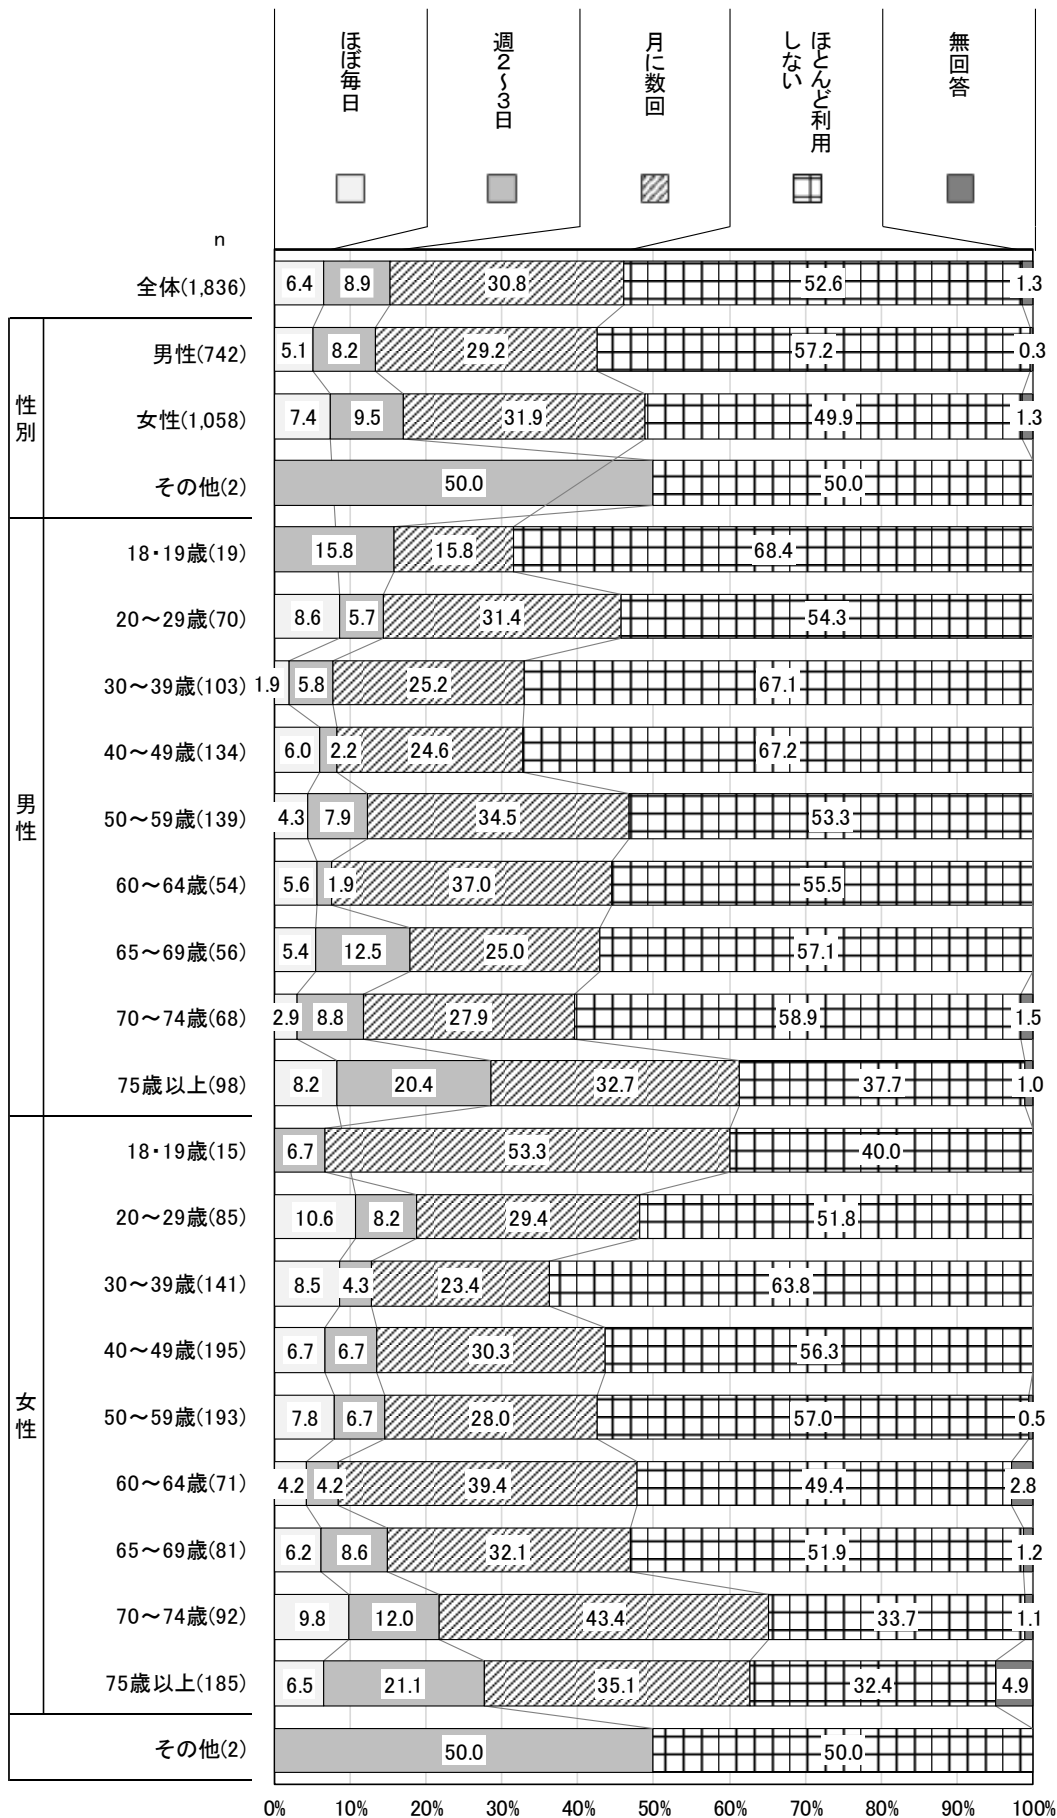 ほぼ毎日
週２～３日
月に数回
ほとんど利用
しない
無回答
n
全体(1,836) 6.4 8.9 30.8 52.6 1.3
性別
男性(742) 5.1 8.2 29.2 57.2 0.3
女性(1,058) 7.4 9.5 31.9 49.9 1.3
その他(2) 50.0 50.0
男性
18・19歳(19) 15.8 15.8 68.4
20～29歳(70) 8.6 5.7 31.4 54.3
30～39歳(103) 1.9 5.8 25.2 67.1
40～49歳(134) 6.0 2.2 24.6 67.2
50～59歳(139) 4.3 7.9 34.5 53.3
60～64歳(54) 5.6 1.9 37.0 55.5
65～69歳(56) 5.4 12.5 25.0 57.1
70～74歳(68) 2.9 8.8 27.9 58.9 1.5
75歳以上(98) 8.2 20.4 32.7 37.7 1.0
女性
18・19歳(15) 6.7 53.3 40.0
20～29歳(85) 10.6 8.2 29.4 51.8
30～39歳(141) 8.5 4.3 23.4 63.8
40～49歳(195) 6.7 6.7 30.3 56.3
50～59歳(193) 7.8 6.7 28.0 57.0 0.5
60～64歳(71) 4.2 4.2 39.4 49.4 2.8
65～69歳(81) 6.2 8.6 32.1 51.9 1.2
70～74歳(92) 9.8 12.0 43.4 33.7 1.1
75歳以上(185) 6.5 21.1 35.1 32.4 4.9
その他(2) 50.0 50.0
0% 10% 20% 30% 40% 50% 60% 70% 80% 90% 100%